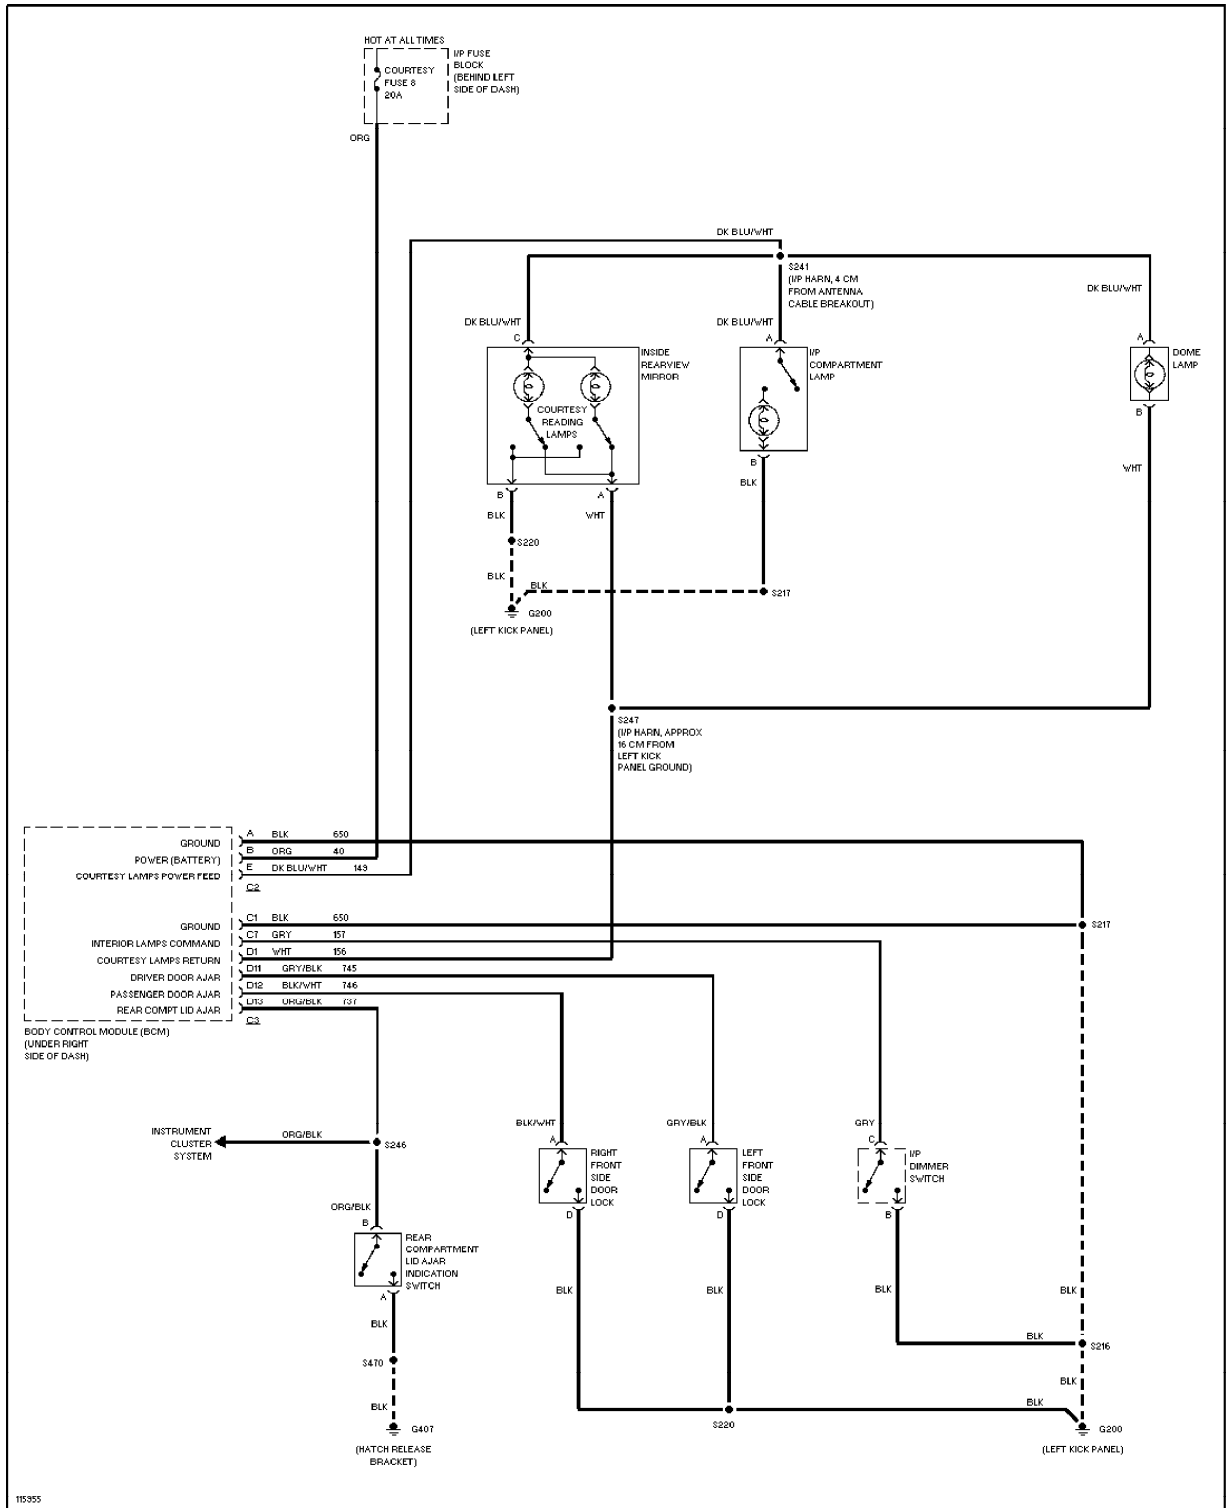 HOT AT ALL TIMES
I/P FUSE
BLOCK
(BEHIND LEFT
SIDE OF DASH)
COURTESY
FUSE 8
20A
ORG
DK BLU/WHT
S241
(I/P HARN, 4 CM
FROM ANTENNA
CABLE BREAKOUT)
DK BLU/WHT
DK BLU/WHT
DK BLU/WHT
C
A
A
INSIDE
REARVIEW
MIRROR
I/P
COMPARTMENT
LAMP
DOME
LAMP
COURTESY
READING
LAMPS
B
B
A
B
WHT
BLK
BLK
WHT
S220
BLK
BLK
S217
G200
(LEFT KICK PANEL)
S247
(I/P HARN, APPROX
16 CM FROM
LEFT KICK
PANEL GROUND)
GROUND A BLK 650
POWER (BATTERY) B ORG 40
COURTESY LAMPS POWER FEED E DK BLU/WHT 149
C2
GROUND C1 BLK 650
S217
INTERIOR LAMPS COMMAND C7 GRY 157
COURTESY LAMPS RETURN D1 WHT 156
DRIVER DOOR AJAR D11 GRY/BLK 745
PASSENGER DOOR AJAR D12 BLK/WHT 746
REAR COMPT LID AJAR D13 ORG/BLK 737
C3
BODY CONTROL MODULE (BCM)
(UNDER RIGHT
SIDE OF DASH)
INSTRUMENT
CLUSTER
SYSTEM
ORG/BLK
S246
BLK/WHT
GRY/BLK
GRY
A
A
C
RIGHT
FRONT
SIDE
DOOR
LOCK
LEFT
FRONT
SIDE
DOOR
LOCK
I/P
DIMMER
SWITCH
ORG/BLK
B
D
D
B
REAR
COMPARTMENT
LID AJAR
INDICATION
SWITCH
A
BLK
BLK
BLK
BLK
BLK
BLK
S216
S470
BLK
BLK
BLK
S220
G407
G200
(HATCH RELEASE
BRACKET)
(LEFT KICK PANEL)
115355